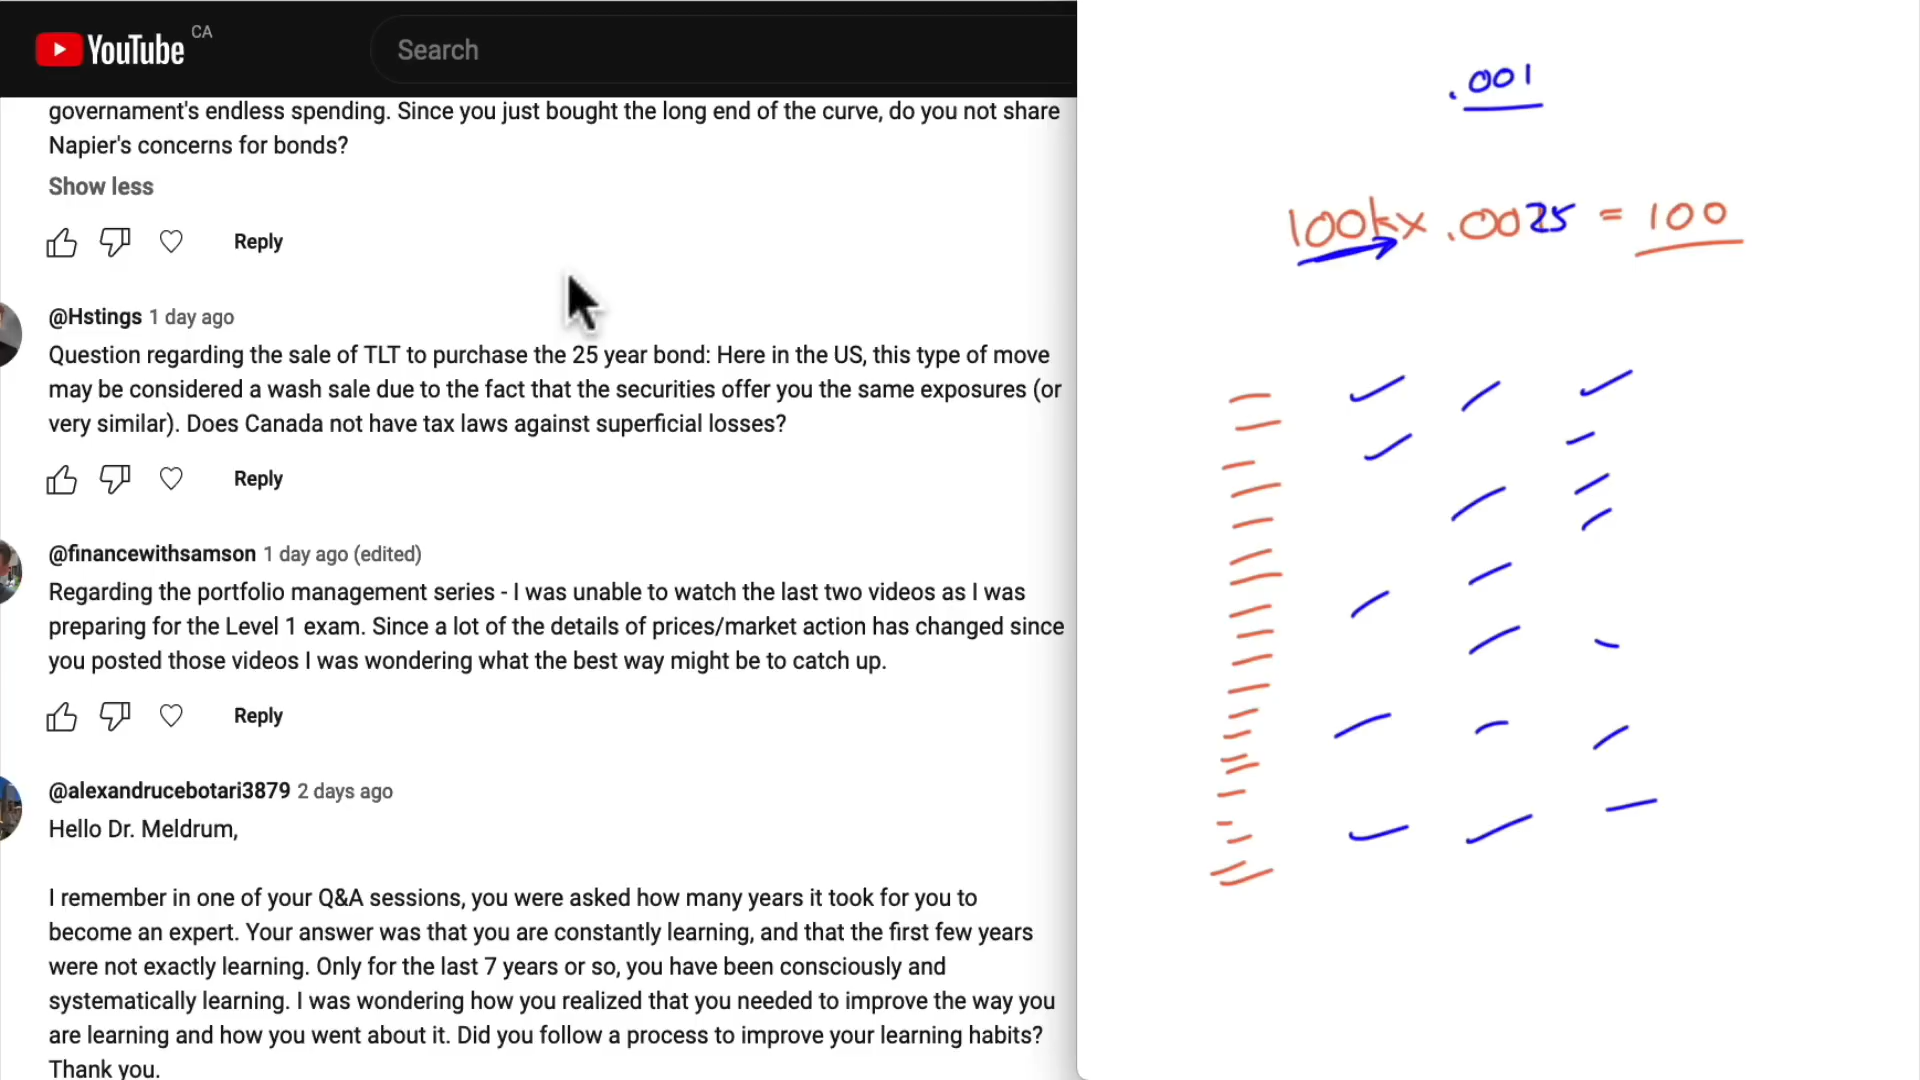 YouTube CA
Search
governament's endless spending. Since you just bought the long end of the curve, do you not share
Napier's concerns for bonds?
Show less
Reply
@Hstings 1 day ago
Question regarding the sale of TLT to purchase the 25 year bond: Here in the US, this type of move
may be considered a wash sale due to the fact that the securities offer you the same exposures (or
very similar). Does Canada not have tax laws against superficial losses?
Reply
@financewithsamson 1 day ago (edited)
Regarding the portfolio management series - I was unable to watch the last two videos as I was
preparing for the Level 1 exam. Since a lot of the details of prices/market action has changed since
you posted those videos I was wondering what the best way might be to catch up.
Reply
@alexandrucebotari3879 2 days ago
Hello Dr. Meldrum,
I remember in one of your Q&A sessions, you were asked how many years it took for you to
become an expert. Your answer was that you are constantly learning, and that the first few years
were not exactly learning. Only for the last 7 years or so, you have been consciously and
systematically learning. I was wondering how you realized that you needed to improve the way you
are learning and how you went about it. Did you follow a process to improve your learning habits?
Thank you.
.001
100kx .0025 = 100